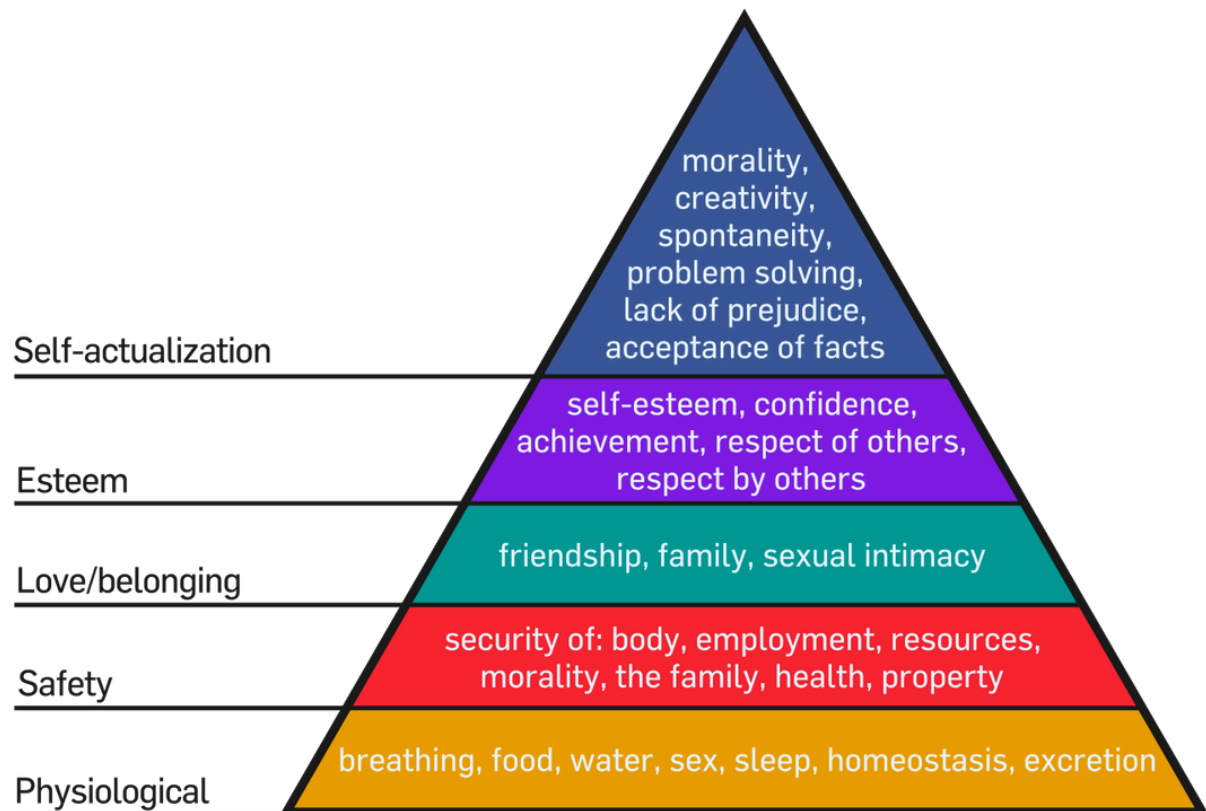 morality,
creativity,
spontaneity,
problem solving,
lack of prejudice,
acceptance of facts
Self-actualization
self-esteem, confidence,
achievement, respect of others,
respect by others
Esteem
friendship, family, sexual intimacy
Love/belonging
security of: body, employment, resources,
morality, the family, health, property
Safety
breathing, food, water, sex, sleep, homeostasis, excretion
Physiological